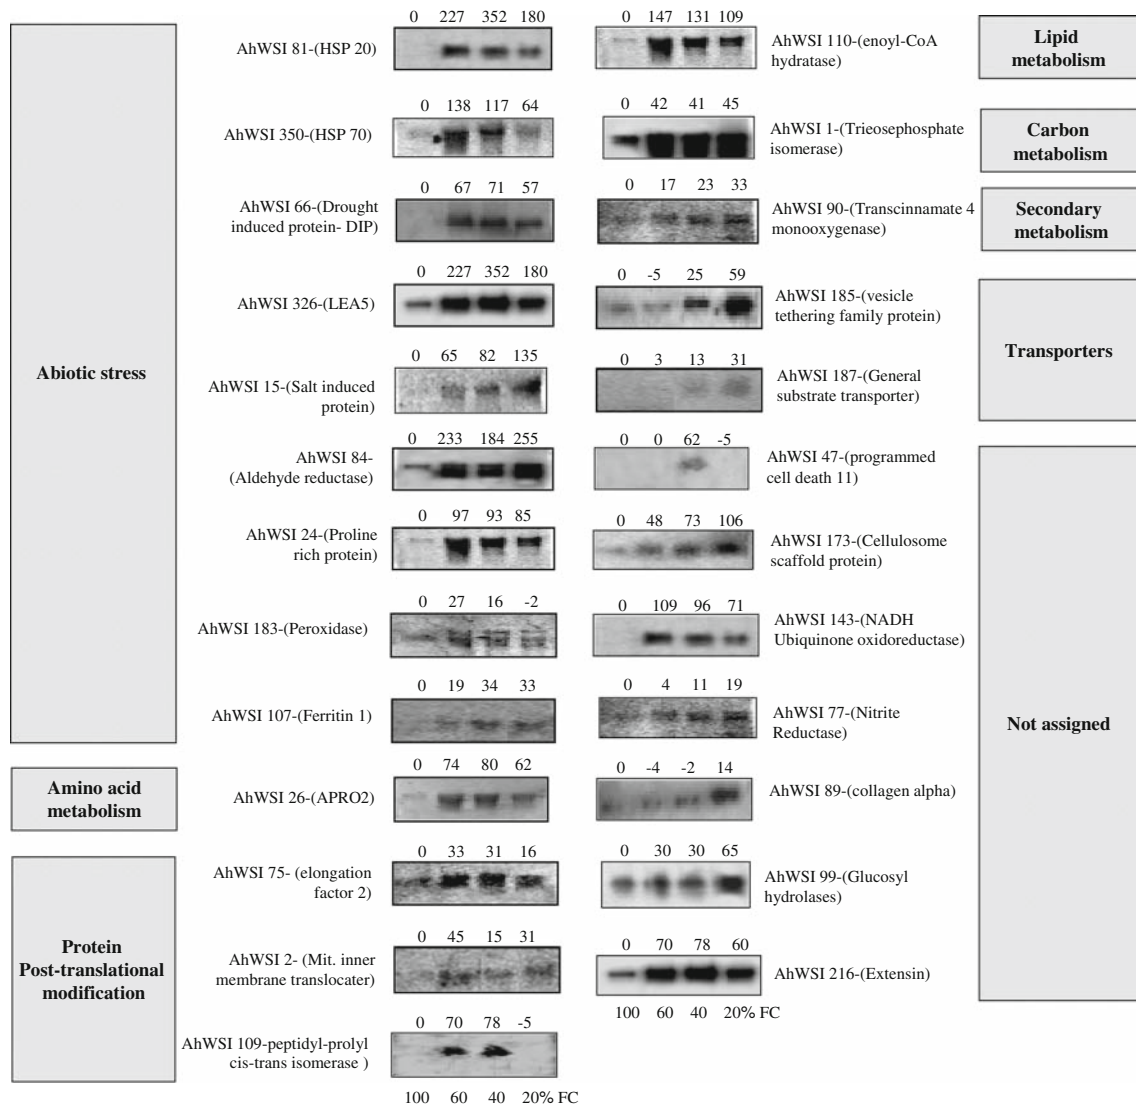 Abiotic stress
0 227 352 180
AhWSI 81-(HSP 20)
0 138 117 64
AhWSI 350-(HSP 70)
0 67 71 57
AhWSI 66-(Drought
induced protein- DIP)
0 227 352 180
AhWSI 326-(LEA5)
0 65 82 135
AhWSI 15-(Salt induced
protein)
0 233 184 255
AhWSI 84-
(Aldehyde reductase)
0 97 93 85
AhWSI 24-(Proline
rich protein)
0 27 16 -2
AhWSI 183-(Peroxidase)
0 19 34 33
AhWSI 107-(Ferritin 1)
Amino acid
metabolism
0 74 80 62
AhWSI 26-(APRO2)
Protein
Post-translational
modification
0 33 31 16
AhWSI 75- (elongation
factor 2)
0 45 15 31
AhWSI 2- (Mit. inner
membrane translocater)
0 70 78 -5
AhWSI 109-peptidyl-prolyl
cis-trans isomerase )
100 60 40 20% FC
0 147 131 109
AhWSI 110-(enoyl-CoA
hydratase)
Lipid
metabolism
0 42 41 45
AhWSI 1-(Trieosephosphate
isomerase)
Carbon
metabolism
0 17 23 33
AhWSI 90-(Transcinnamate 4
monooxygenase)
Secondary
metabolism
0 -5 25 59
AhWSI 185-(vesicle
tethering family protein)
Transporters
0 3 13 31
AhWSI 187-(General
substrate transporter)
0 0 62 -5
AhWSI 47-(programmed
cell death 11)
0 48 73 106
AhWSI 173-(Cellulosome
scaffold protein)
0 109 96 71
AhWSI 143-(NADH
Ubiquinone oxidoreductase)
0 4 11 19
AhWSI 77-(Nitrite
Reductase)
Not assigned
0 -4 -2 14
AhWSI 89-(collagen alpha)
0 30 30 65
AhWSI 99-(Glucosyl
hydrolases)
0 70 78 60
AhWSI 216-(Extensin)
100 60 40 20% FC